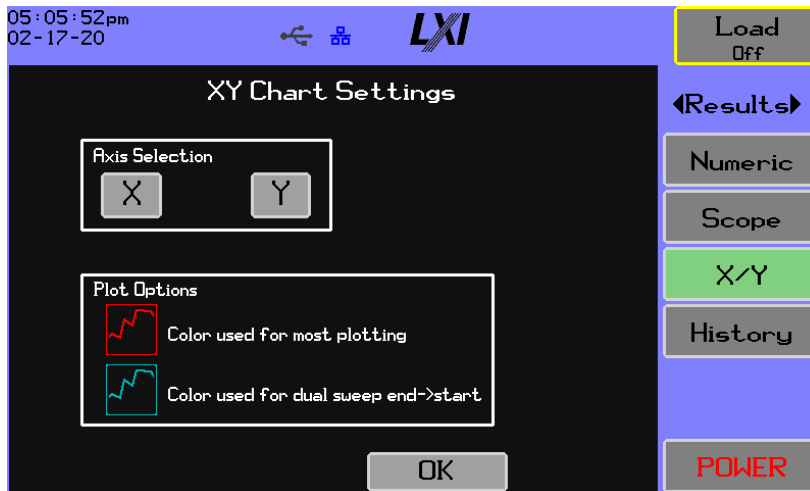 05:05:52pm
02-17-20
LXI
Load
Off
XY Chart Settings
Results
Axis Selection
X Y
Numeric
Scope
X/Y
History
Plot Options
Color used for most plotting
Color used for dual sweep end->start
OK
POWER